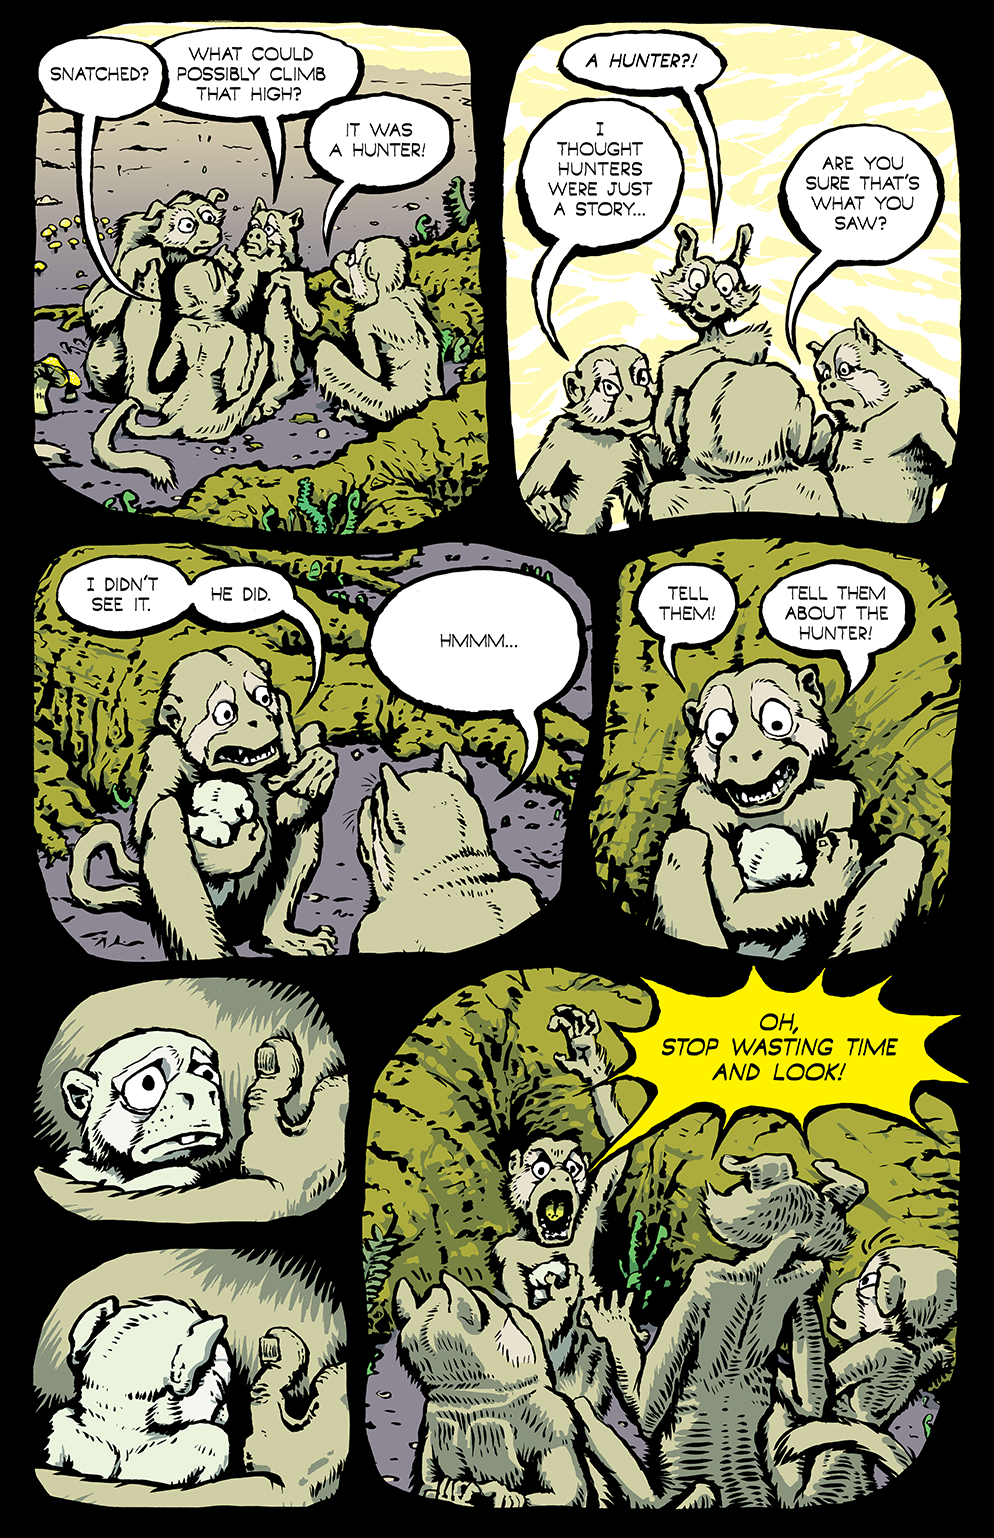 SNATCHED?
WHAT COULD
POSSIBLY CLIMB
THAT HIGH?
IT WAS
A HUNTER!
A HUNTER?!
I
THOUGHT
HUNTERS
WERE JUST
A STORY...
ARE YOU
SURE THAT'S
WHAT YOU
SAW?
I DIDN'T
SEE IT.
HE DID.
HMMM...
TELL
THEM!
TELL THEM
ABOUT THE
HUNTER!
OH,
STOP WASTING TIME
AND LOOK!